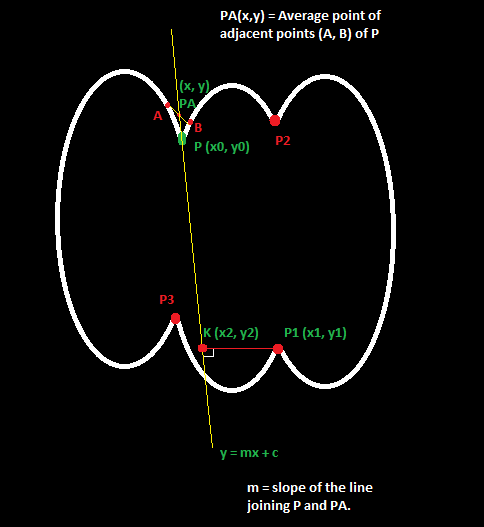 PA(x,y) = Average point of
adjacent points (A, B) of P
(x, y)
PA
A
B
P (x0, y0)
P2
P3
K (x2, y2)
P1 (x1, y1)
y = mx + c
m = slope of the line
joining P and PA.